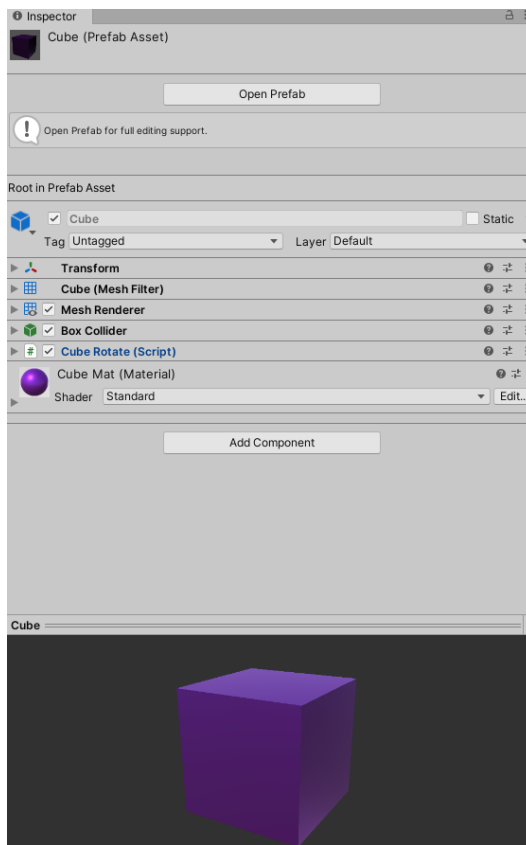 Inspector
Cube (Prefab Asset)
Open Prefab
Open Prefab for full editing support.
Root in Prefab Asset
Cube Static
Tag Untagged Layer Default
Transform
Cube (Mesh Filter)
Mesh Renderer
Box Collider
# Cube Rotate (Script)
Cube Mat (Material)
Shader Standard Edit..
Add Component
Cube